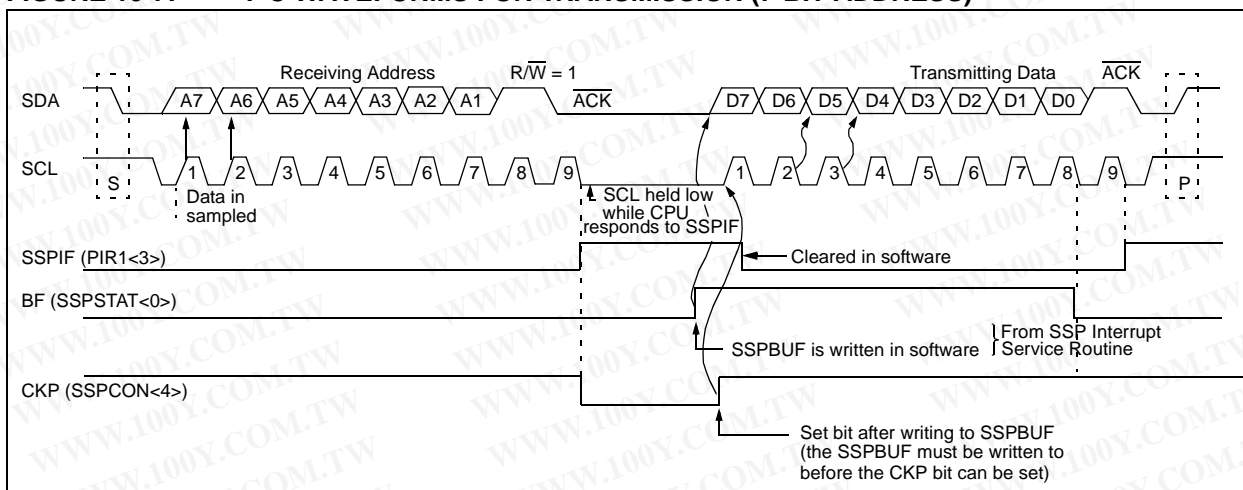 Receiving Address R/W = 1 Transmitting Data ACK
SDA A7 A6 A5 A4 A3 A2 A1 ACK D7 D6 D5 D4 D3 D2 D1 D0
SCL S 1 2 3 4 5 6 7 8 9 1 2 3 4 5 6 7 8 9 P
Data in
sampled
SCL held low
while CPU
responds to SSPIF
SSPIF (PIR1<3>)
Cleared in software
BF (SSPSTAT<0>)
SSPBUF is written in software
From SSP Interrupt
Service Routine
CKP (SSPCON<4>)
Set bit after writing to SSPBUF
(the SSPBUF must be written to
before the CKP bit can be set)
WWW.100Y.COM.TW